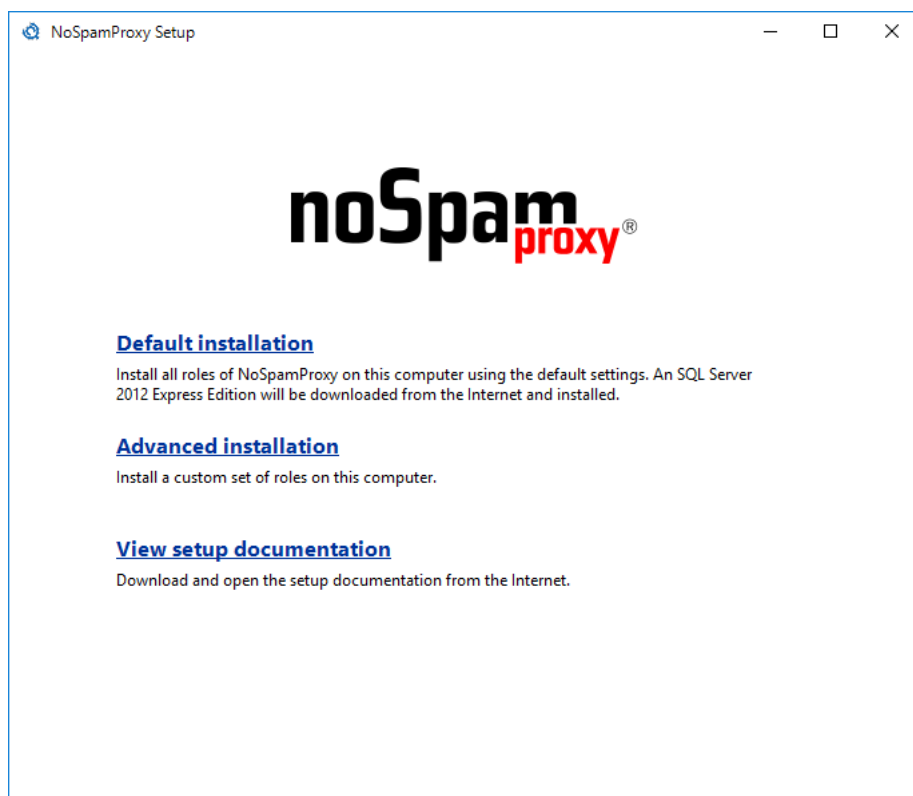 NoSpamProxy Setup
noSpam
proxy®
Default installation
Install all roles of NoSpamProxy on this computer using the default settings. An SQL Server
2012 Express Edition will be downloaded from the Internet and installed.
Advanced installation
Install a custom set of roles on this computer.
View setup documentation
Download and open the setup documentation from the Internet.